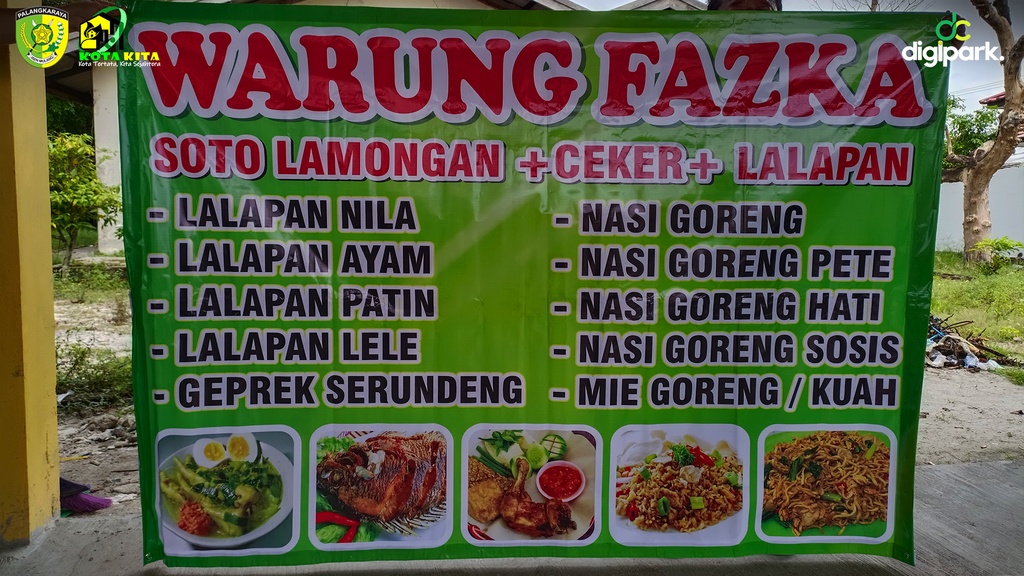 PALANGKARAYA
KOTA KITA
Kota Tertata, Kita Sejahtera
dc
digipark.
WARUNG FAZKA
SOTO LAMONGAN + CEKER + LALAPAN
- LALAPAN NILA
- LALAPAN AYAM
- LALAPAN PATIN
- LALAPAN LELE
- GEPREK SERUNDENG
- NASI GORENG
- NASI GORENG PETE
- NASI GORENG HATI
- NASI GORENG SOSIS
- MIE GORENG / KUAH